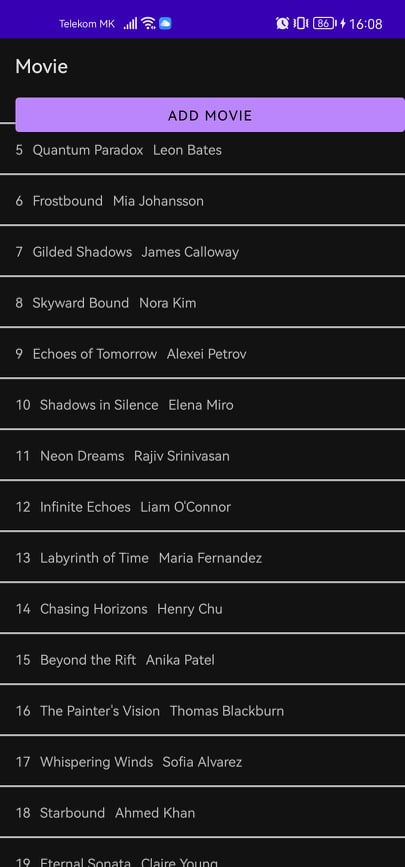 Telekom MK 86 16:08
Movie
ADD MOVIE
5 Quantum Paradox Leon Bates
6 Frostbound Mia Johansson
7 Gilded Shadows James Calloway
8 Skyward Bound Nora Kim
9 Echoes of Tomorrow Alexei Petrov
10 Shadows in Silence Elena Miro
11 Neon Dreams Rajiv Srinivasan
12 Infinite Echoes Liam O'Connor
13 Labyrinth of Time Maria Fernandez
14 Chasing Horizons Henry Chu
15 Beyond the Rift Anika Patel
16 The Painter's Vision Thomas Blackburn
17 Whispering Winds Sofia Alvarez
18 Starbound Ahmed Khan
19 Eternal Sonata Claire Young